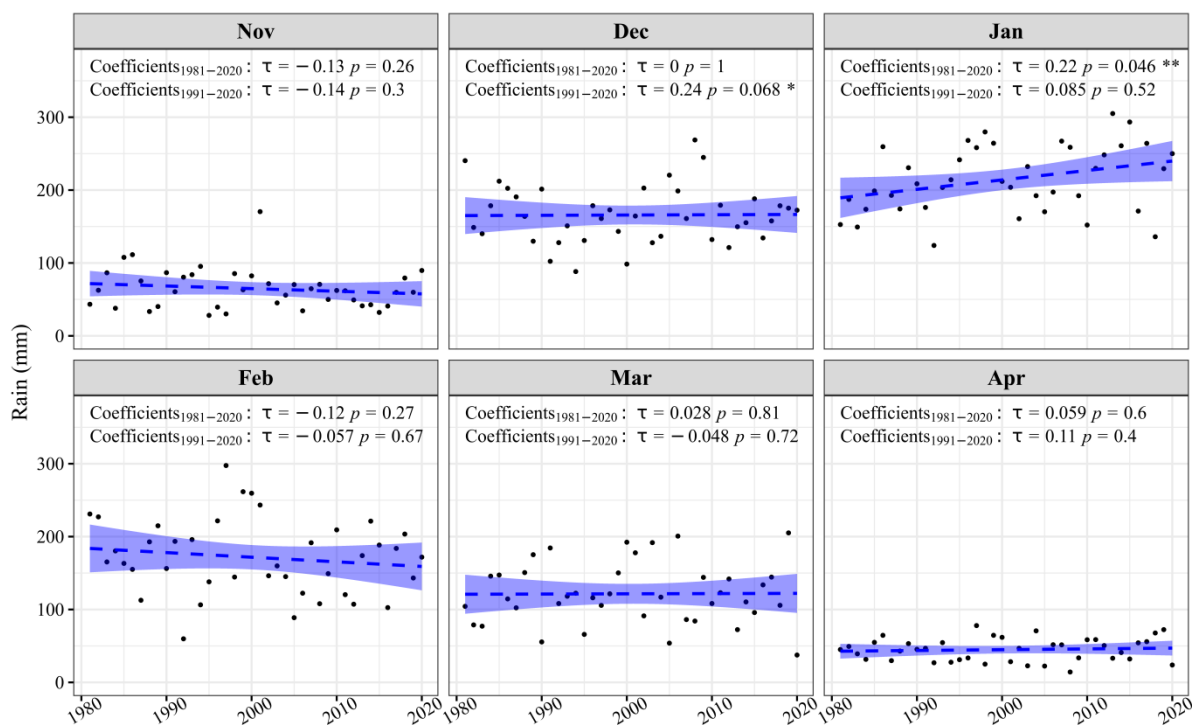 Nov
Dec
Jan
Coefficients1981−2020: τ = −0.13 p = 0.26
Coefficients1991−2020: τ = −0.14 p = 0.3
Coefficients1981−2020: τ = 0 p = 1
Coefficients1991−2020: τ = 0.24 p = 0.068 *
Coefficients1981−2020: τ = 0.22 p = 0.046 **
Coefficients1991−2020: τ = 0.085 p = 0.52
300
200
100
0
Rain (mm)
Feb
Mar
Apr
Coefficients1981−2020: τ = −0.12 p = 0.27
Coefficients1991−2020: τ = −0.057 p = 0.67
Coefficients1981−2020: τ = 0.028 p = 0.81
Coefficients1991−2020: τ = −0.048 p = 0.72
Coefficients1981−2020: τ = 0.059 p = 0.6
Coefficients1991−2020: τ = 0.11 p = 0.4
300
200
100
0
1980 1990 2000 2010 2020
1980 1990 2000 2010 2020
1980 1990 2000 2010 2020